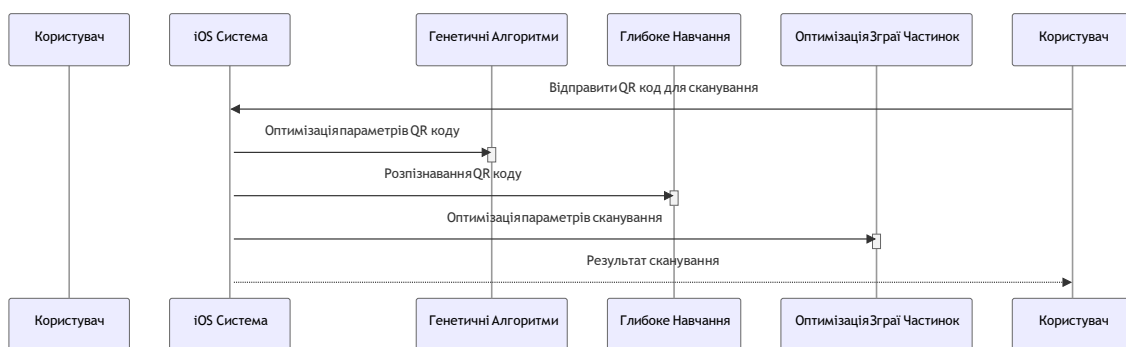 Користувач
iOS Система
Генетичні Алгоритми
Глибоке Навчання
Оптимізація Зграї Частинок
Користувач
Відправити QR код для сканування
Оптимізація параметрів QR коду
Розпізнавання QR коду
Оптимізація параметрів сканування
Результат сканування
Користувач
iOS Система
Генетичні Алгоритми
Глибоке Навчання
Оптимізація Зграї Частинок
Користувач